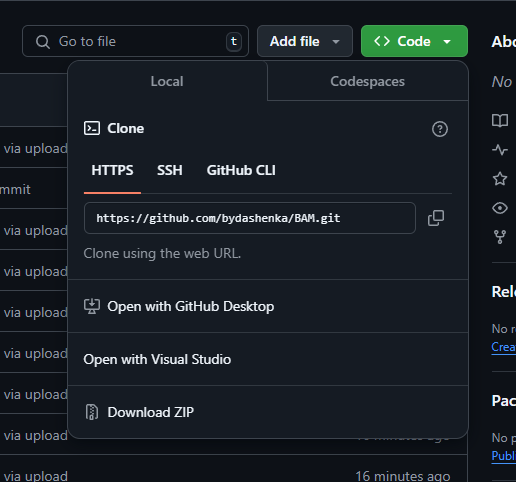 Go to file
t
Add file
Code
Abo
Local
Codespaces
No
Clone
via upload
mmit
HTTPS
SSH
GitHub CLI
via upload
https://github.com/bydashenka/BAM.git
via upload
Clone using the web URL.
via upload
Open with GitHub Desktop
Rel
No r
via upload
Crea
Open with Visual Studio
via upload
Pac
Download ZIP
via upload
minutes ago
No p
Publ
via upload
16 minutes ago